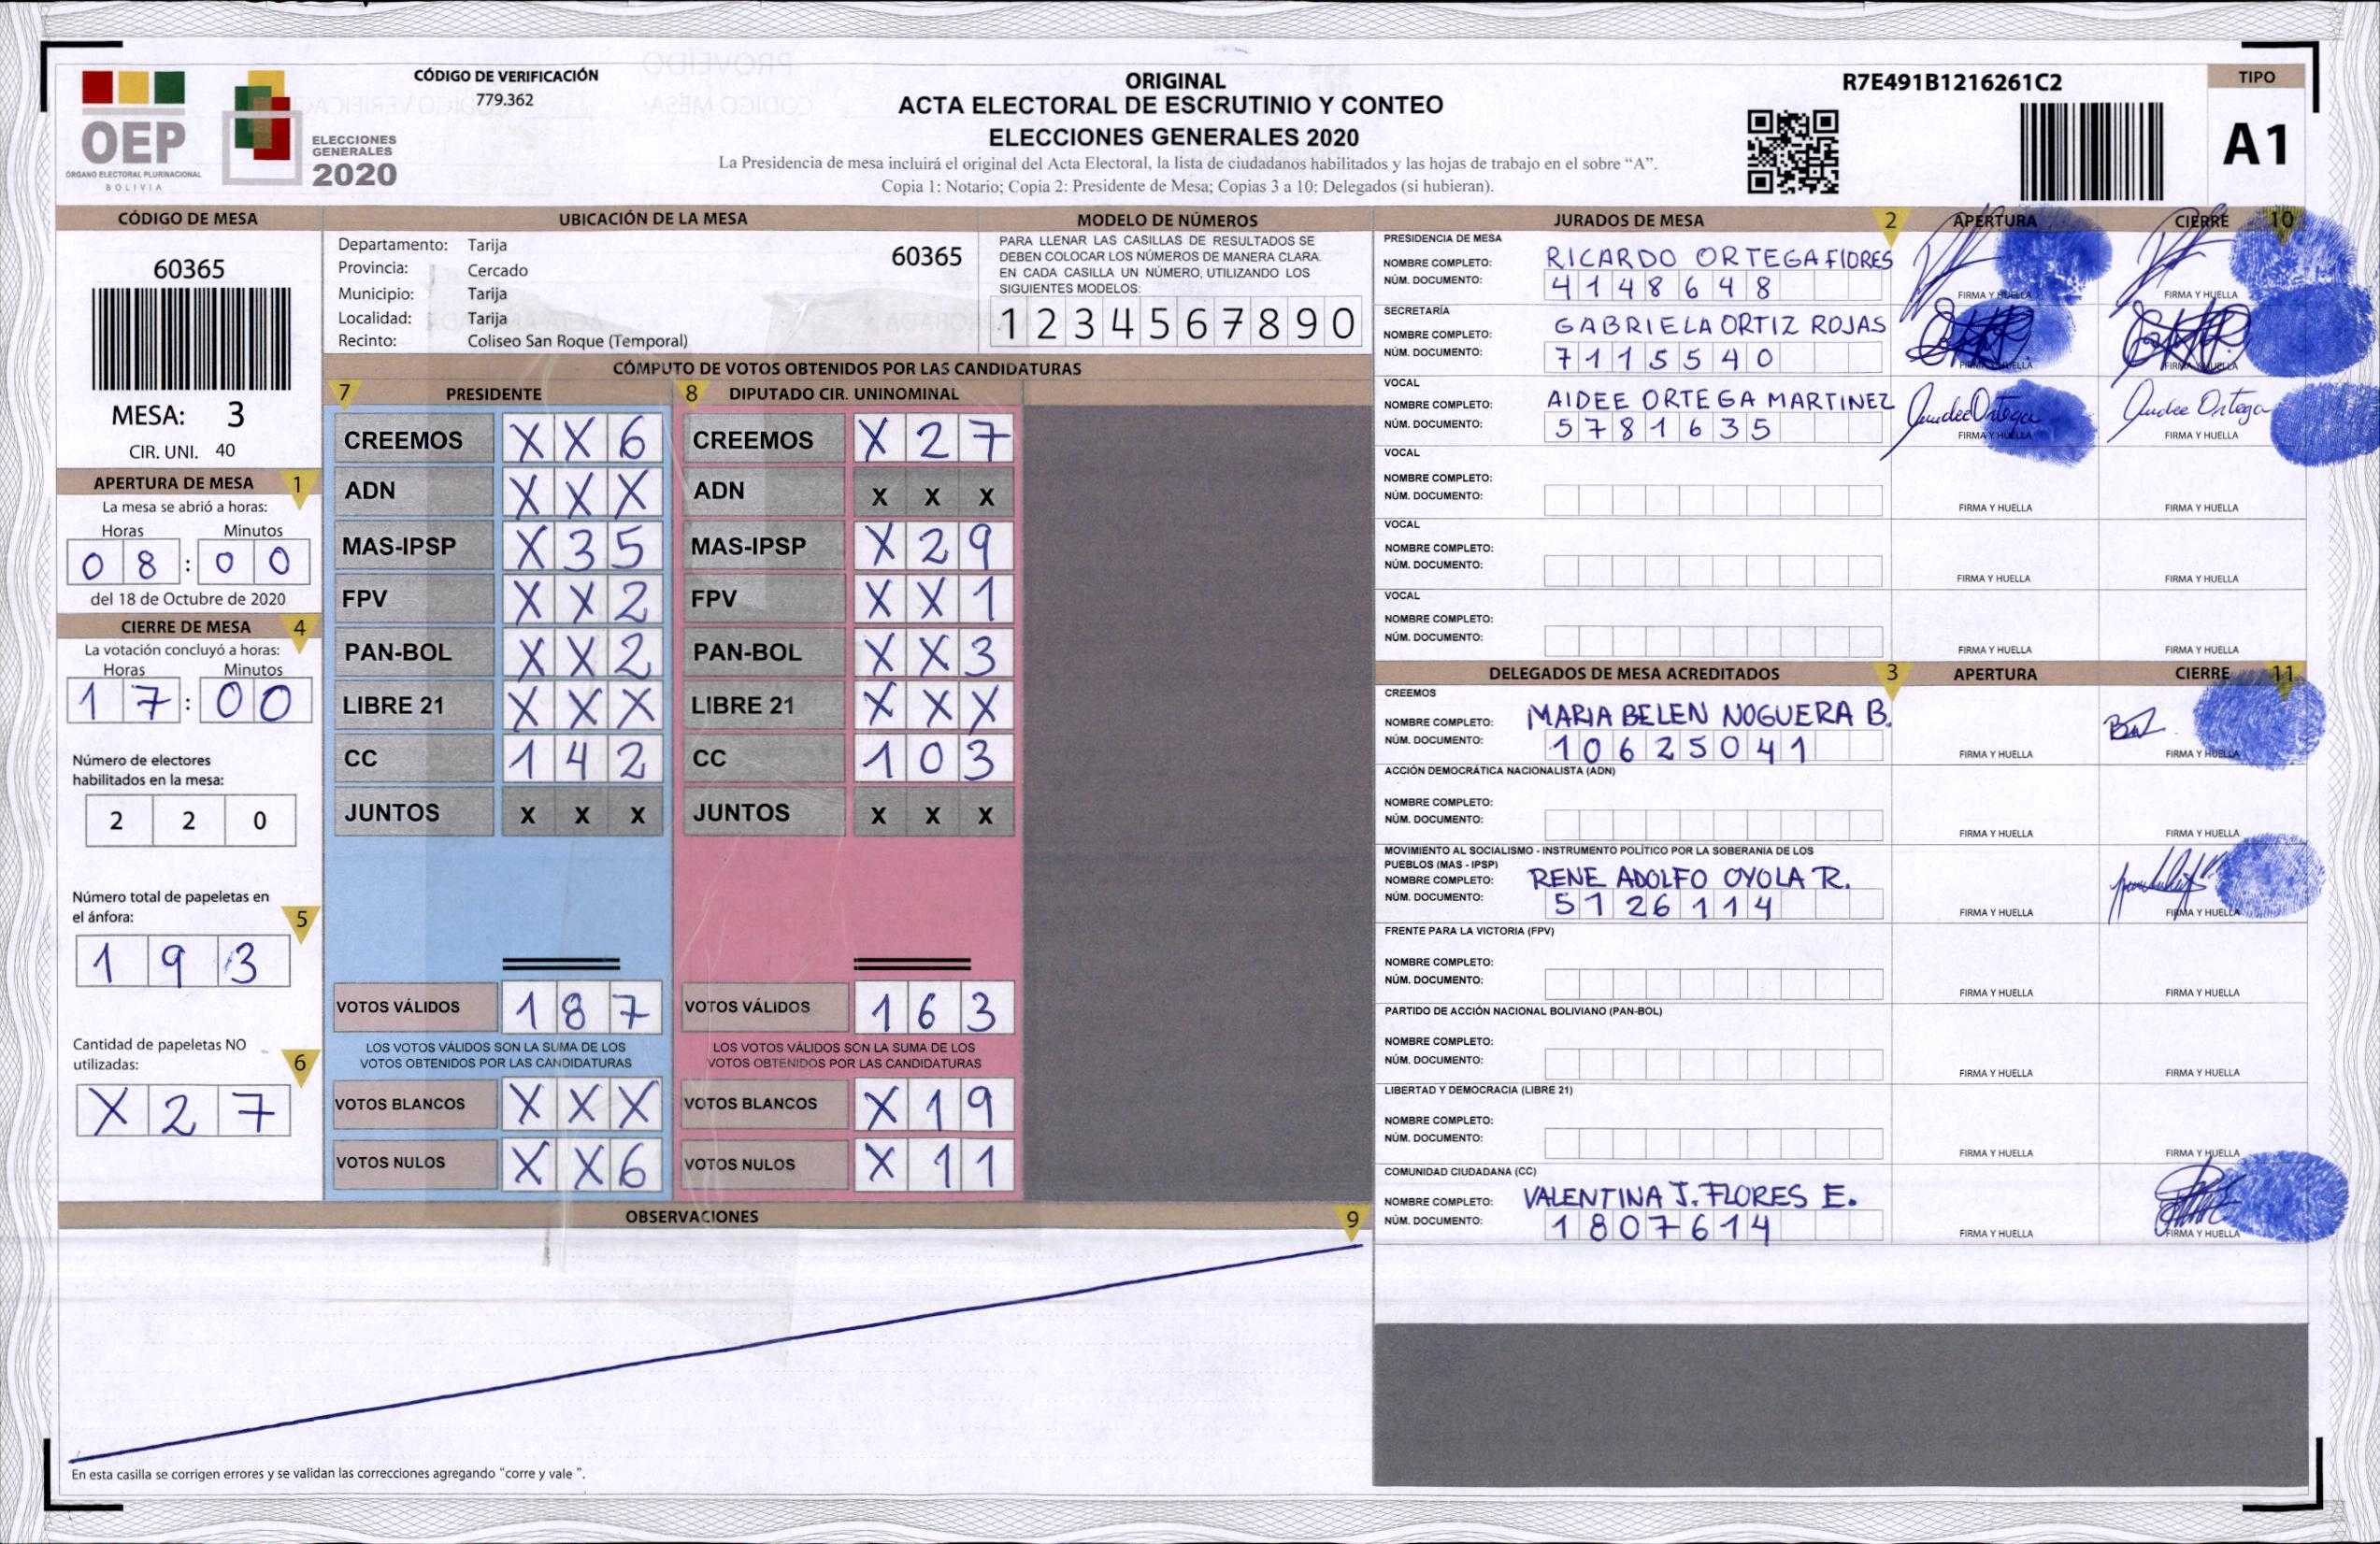 OEP
ÓRGANO ELECTORAL PLURINACIONAL
BOLIVIA
ELECCIONES
GENERALES
2020
CÓDIGO DE VERIFICACIÓN
779.362
ORIGINAL
ACTA ELECTORAL DE ESCRUTINIO Y CONTEO
ELECCIONES GENERALES 2020
La Presidencia de mesa incluirá el original del Acta Electoral, la lista de ciudadanos habilitados y las hojas de trabajo en el sobre “A”.
Copia 1: Notario; Copia 2: Presidente de Mesa; Copias 3 a 10: Delegados (si hubieran).
R7E491B1216261C2
TIPO
A1
CÓDIGO DE MESA
60365
MESA: 3
CIR. UNI. 40
APERTURA DE MESA 1
La mesa se abrió a horas:
Horas Minutos
08:00
del 18 de Octubre de 2020
CIERRE DE MESA 4
La votación concluyó a horas:
Horas Minutos
17:00
Número de electores
habilitados en la mesa:
2 2 0
Número total de papeletas en
el ánfora: 5
1 9 3
Cantidad de papeletas NO
utilizadas: 6
X 2 7
UBICACIÓN DE LA MESA
Departamento: Tarija 60365
Provincia: Cercado
Municipio: Tarija
Localidad: Tarija
Recinto: Coliseo San Roque (Temporal)
MODELO DE NÚMEROS
PARA LLENAR LAS CASILLAS DE RESULTADOS SE
DEBEN COLOCAR LOS NÚMEROS DE MANERA CLARA.
EN CADA CASILLA UN NÚMERO, UTILIZANDO LOS
SIGUIENTES MODELOS:
1 2 3 4 5 6 7 8 9 0
CÓMPUTO DE VOTOS OBTENIDOS POR LAS CANDIDATURAS
7 PRESIDENTE 8 DIPUTADO CIR. UNINOMINAL
CREEMOS X X 6 CREEMOS X 2 7
ADN X X X ADN X X X
MAS-IPSP X 3 5 MAS-IPSP X 2 9
FPV X X 2 FPV X X 1
PAN-BOL X X 2 PAN-BOL X X 3
LIBRE 21 X X X LIBRE 21 X X X
CC 1 4 2 CC 1 0 3
JUNTOS X X X JUNTOS X X X
VOTOS VÁLIDOS 1 8 7 VOTOS VÁLIDOS 1 6 3
LOS VOTOS VÁLIDOS SON LA SUMA DE LOS LOS VOTOS VÁLIDOS SON LA SUMA DE LOS
VOTOS OBTENIDOS POR LAS CANDIDATURAS VOTOS OBTENIDOS POR LAS CANDIDATURAS
VOTOS BLANCOS X X X VOTOS BLANCOS X 1 9
VOTOS NULOS X X 6 VOTOS NULOS X 1 1
OBSERVACIONES 9
En esta casilla se corrigen errores y se validan las correcciones agregando “corre y vale ”.
JURADOS DE MESA 2 APERTURA CIERRE 10
PRESIDENCIA DE MESA
NOMBRE COMPLETO: RICARDO ORTEGA FLORES
NÚM. DOCUMENTO: 4148648
FIRMA Y HUELLA FIRMA Y HUELLA
SECRETARÍA
NOMBRE COMPLETO: GABRIELA ORTIZ ROJAS
NÚM. DOCUMENTO: 7115540
FIRMA Y HUELLA FIRMA Y HUELLA
VOCAL
NOMBRE COMPLETO: AIDEE ORTEGA MARTINEZ
NÚM. DOCUMENTO: 5781635
Audee Ortega Audee Ortega
FIRMA Y HUELLA FIRMA Y HUELLA
VOCAL
NOMBRE COMPLETO:
NÚM. DOCUMENTO:
FIRMA Y HUELLA FIRMA Y HUELLA
VOCAL
NOMBRE COMPLETO:
NÚM. DOCUMENTO:
FIRMA Y HUELLA FIRMA Y HUELLA
VOCAL
NOMBRE COMPLETO:
NÚM. DOCUMENTO:
FIRMA Y HUELLA FIRMA Y HUELLA
DELEGADOS DE MESA ACREDITADOS 3 APERTURA CIERRE 11
CREEMOS
NOMBRE COMPLETO: MARIA BELEN NOGUERA B.
NÚM. DOCUMENTO: 10625041
FIRMA Y HUELLA FIRMA Y HUELLA
ACCIÓN DEMOCRÁTICA NACIONALISTA (ADN)
NOMBRE COMPLETO:
NÚM. DOCUMENTO:
FIRMA Y HUELLA FIRMA Y HUELLA
MOVIMIENTO AL SOCIALISMO - INSTRUMENTO POLÍTICO POR LA SOBERANIA DE LOS
PUEBLOS (MAS - IPSP)
NOMBRE COMPLETO: RENE ADOLFO OYOLA R.
NÚM. DOCUMENTO: 5126114
FIRMA Y HUELLA FIRMA Y HUELLA
FRENTE PARA LA VICTORIA (FPV)
NOMBRE COMPLETO:
NÚM. DOCUMENTO:
FIRMA Y HUELLA FIRMA Y HUELLA
PARTIDO DE ACCIÓN NACIONAL BOLIVIANO (PAN-BOL)
NOMBRE COMPLETO:
NÚM. DOCUMENTO:
FIRMA Y HUELLA FIRMA Y HUELLA
LIBERTAD Y DEMOCRACIA (LIBRE 21)
NOMBRE COMPLETO:
NÚM. DOCUMENTO:
FIRMA Y HUELLA FIRMA Y HUELLA
COMUNIDAD CIUDADANA (CC)
NOMBRE COMPLETO: VALENTINA J. FLORES E.
NÚM. DOCUMENTO: 1807614
FIRMA Y HUELLA FIRMA Y HUELLA